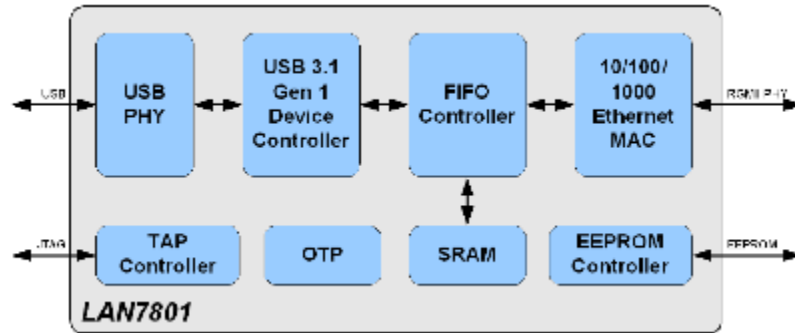 USB
USB
PHY
USB 3.1
Gen 1
Device
Controller
FIFO
Controller
10/100/
1000
Ethernet
MAC
RGMII PHY
JTAG
TAP
Controller
OTP
SRAM
EEPROM
Controller
EEPROM
LAN7801